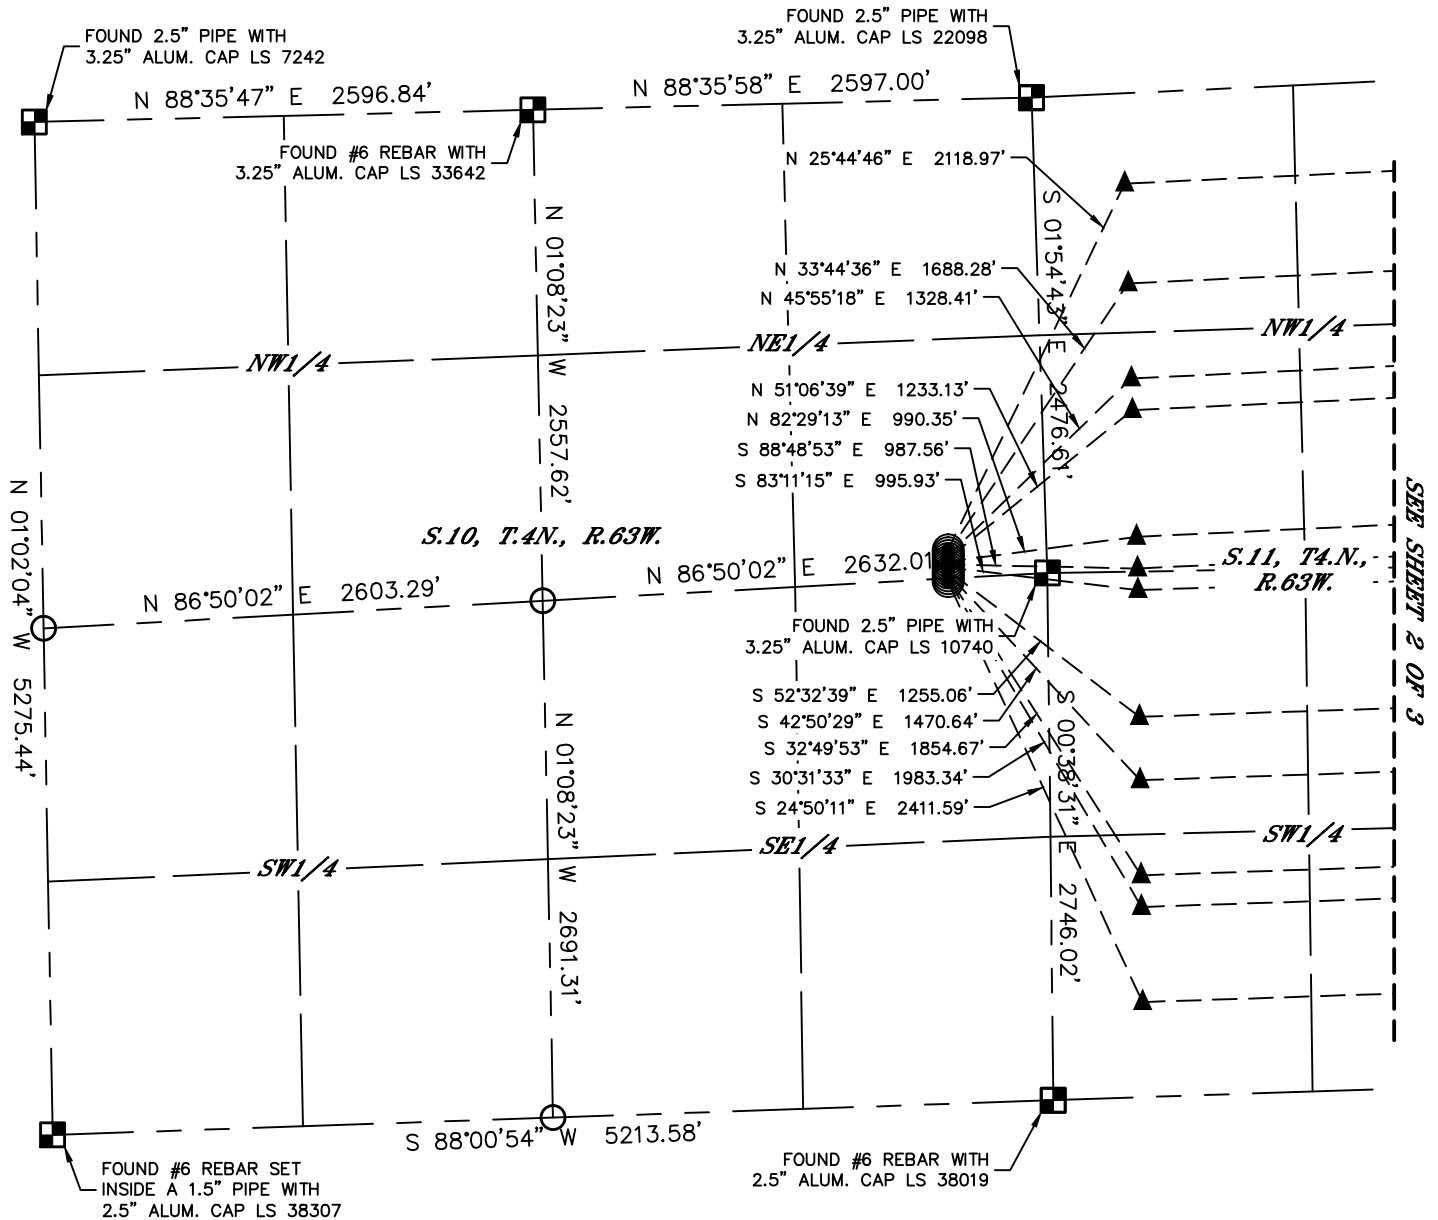 FOUND 2.5" PIPE WITH
3.25" ALUM. CAP LS 7242
FOUND 2.5" PIPE WITH
3.25" ALUM. CAP LS 22098
N 88°35'47" E 2596.84'
N 88°35'58" E 2597.00'
FOUND #6 REBAR WITH
3.25" ALUM. CAP LS 33642
N 25°44'46" E 2118.97'
N 01°08'23" W 2557.62'
S 01°54'43" E 2476.61'
N 33°44'36" E 1688.28'
N 45°55'18" E 1328.41'
NW1/4
NE1/4
NW1/4
N 51°06'39" E 1233.13'
N 82°29'13" E 990.35'
S 88°48'53" E 987.56'
S 83°11'15" E 995.93'
N 01°02'04" W 5275.44'
S.10, T.4N., R.63W.
S.11, T4.N.,
R.63W.
SEE SHEET 2 OF 3
N 86°50'02" E 2603.29'
N 86°50'02" E 2632.01'
FOUND 2.5" PIPE WITH
3.25" ALUM. CAP LS 10740
S 52°32'39" E 1255.06'
S 42°50'29" E 1470.64'
S 32°49'53" E 1854.67'
S 30°31'33" E 1983.34'
S 24°50'11" E 2411.59'
N 01°08'23" W 2691.31'
S 00°38'31" E 2746.02'
SW1/4
SE1/4
SW1/4
S 88°00'54" W 5213.58'
FOUND #6 REBAR SET
INSIDE A 1.5" PIPE WITH
2.5" ALUM. CAP LS 38307
FOUND #6 REBAR WITH
2.5" ALUM. CAP LS 38019